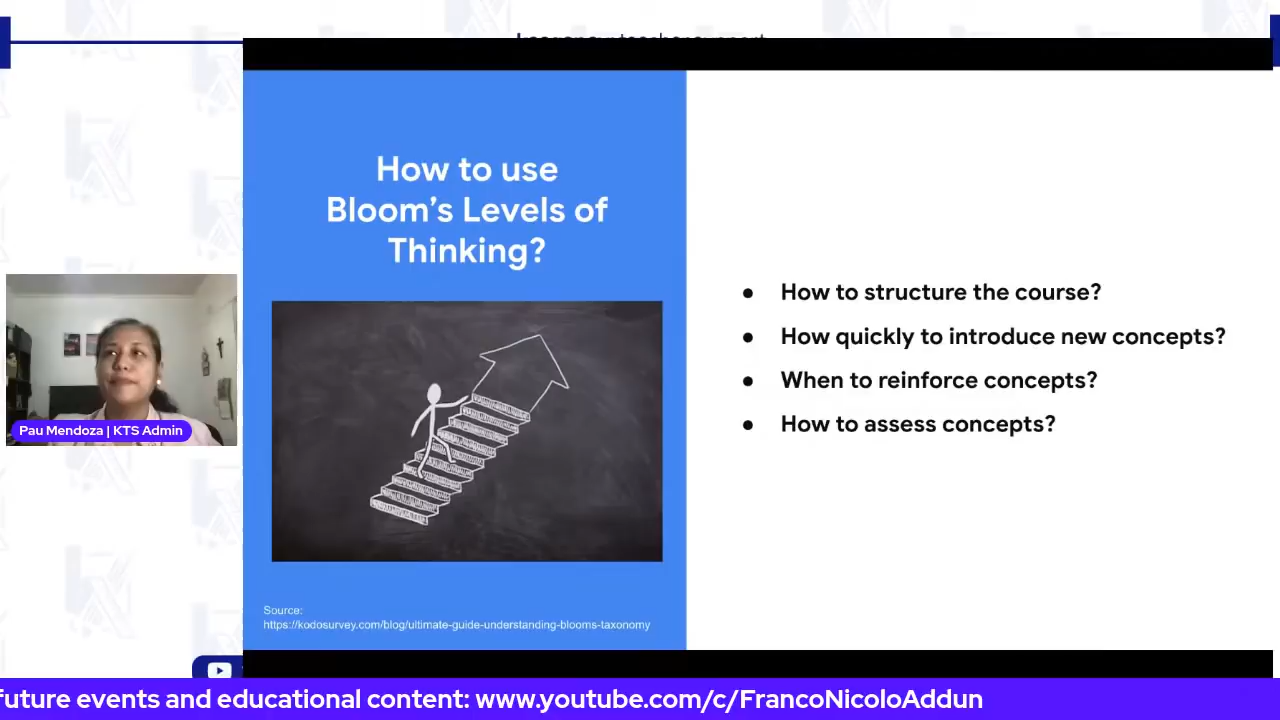 How to use
Bloom's Levels of
Thinking?
● How to structure the course?
● How quickly to introduce new concepts?
● When to reinforce concepts?
● How to assess concepts?
Pau Mendoza | KTS Admin
Source:
https://kodosurvey.com/blog/ultimate-guide-understanding-blooms-taxonomy
future events and educational content: www.youtube.com/c/FrancoNicoloAddun